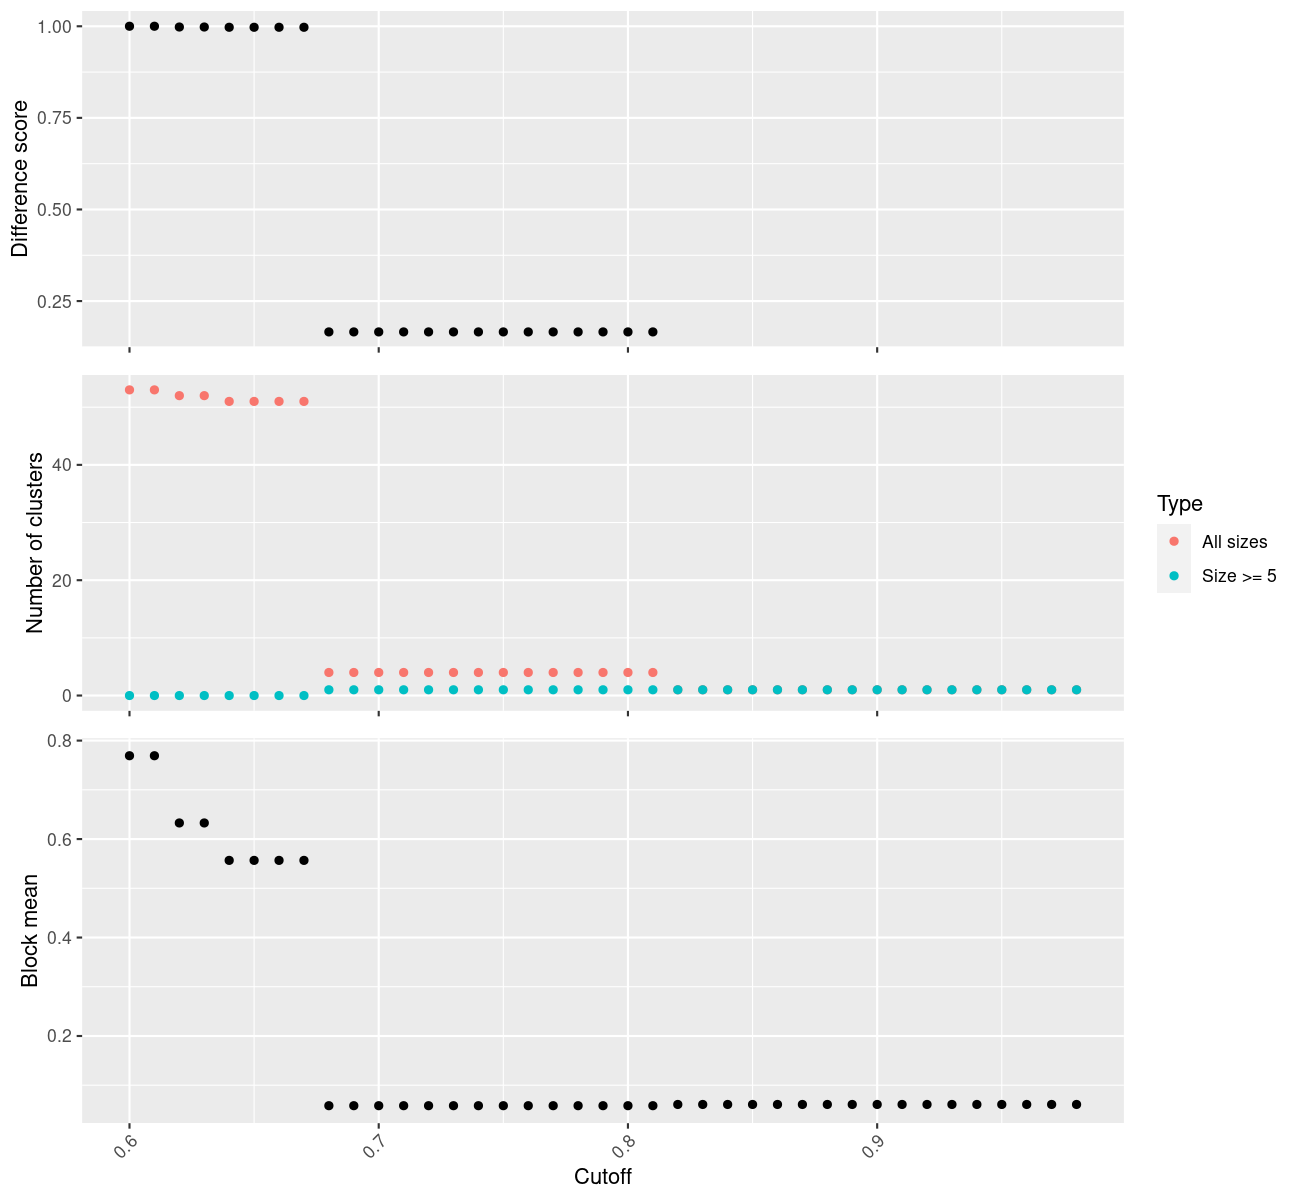 1.00
0.75
0.50
0.25
Difference score
40
20
0
Number of clusters
Type
All sizes
Size >= 5
0.8
0.6
0.4
0.2
Block mean
0.6
0.7
0.8
0.9
Cutoff